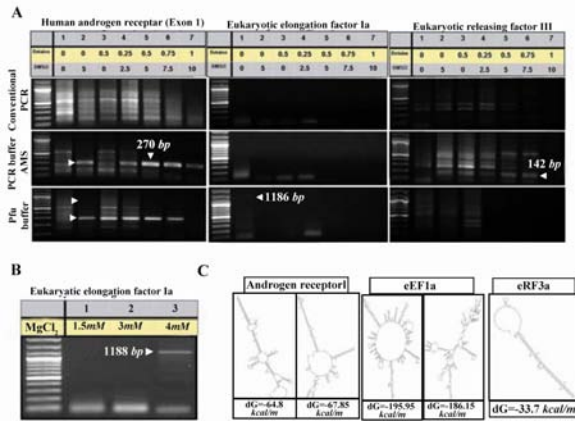 A
Human androgen receptar (Exon 1)
Eukaryotic elongation factor Ia
Eukaryotic releasing factor III
1 2 3 4 5 6 7
1 2 3 4 5 6 7
1 2 3 4 5 6 7
Betaine 0 0 0.5 0.25 0.5 0.75 1
Betaine 0 0 0.5 0.25 0.5 0.75 1
Betaine 0 0 0.5 0.25 0.5 0.75 1
DMSO 0 5 0 2.5 5 7.5 10
DMSO 0 5 0 2.5 5 7.5 10
DMSO 0 5 0 2.5 5 7.5 10
Conventional
PCR
PCR buffer
AMS
270 bp
142 bp
Pfu
buffer
1186 bp
B
Eukaryatic elongation factor Ia
1 2 3
MgCl2 1.5mM 3mM 4mM
1188 bp
C
Androgen receptorl
eEF1a
eRF3a
dG=-64.8
kcal/m
dG=-67.85
kcal/m
dG=-195.95
kcal/m
dG=-186.15
kcal/m
dG=-33.7 kcal/m